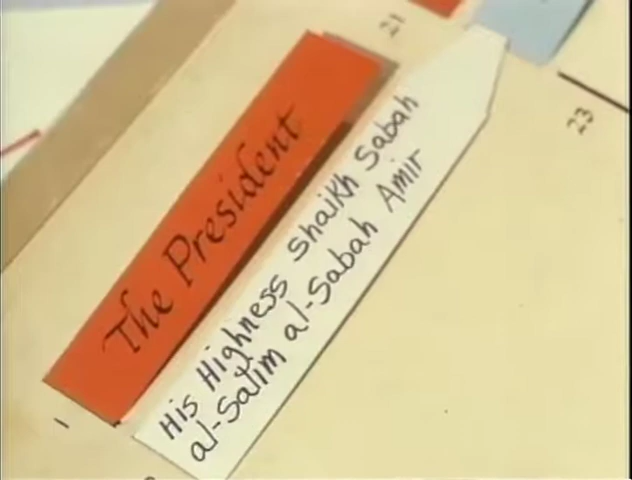 21
23
The President
1
His Highness Shaikh Sabah
al-Salim al-Sabah Amir